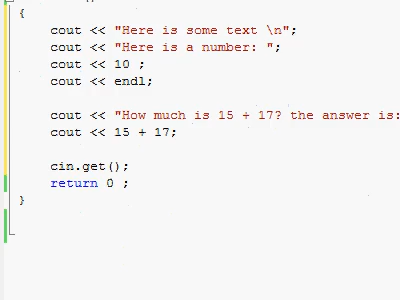 {
cout << "Here is some text \n";
cout << "Here is a number: ";
cout << 10 ;
cout << endl;
cout << "How much is 15 + 17? the answer is:
cout << 15 + 17;
cin.get();
return 0 ;
}